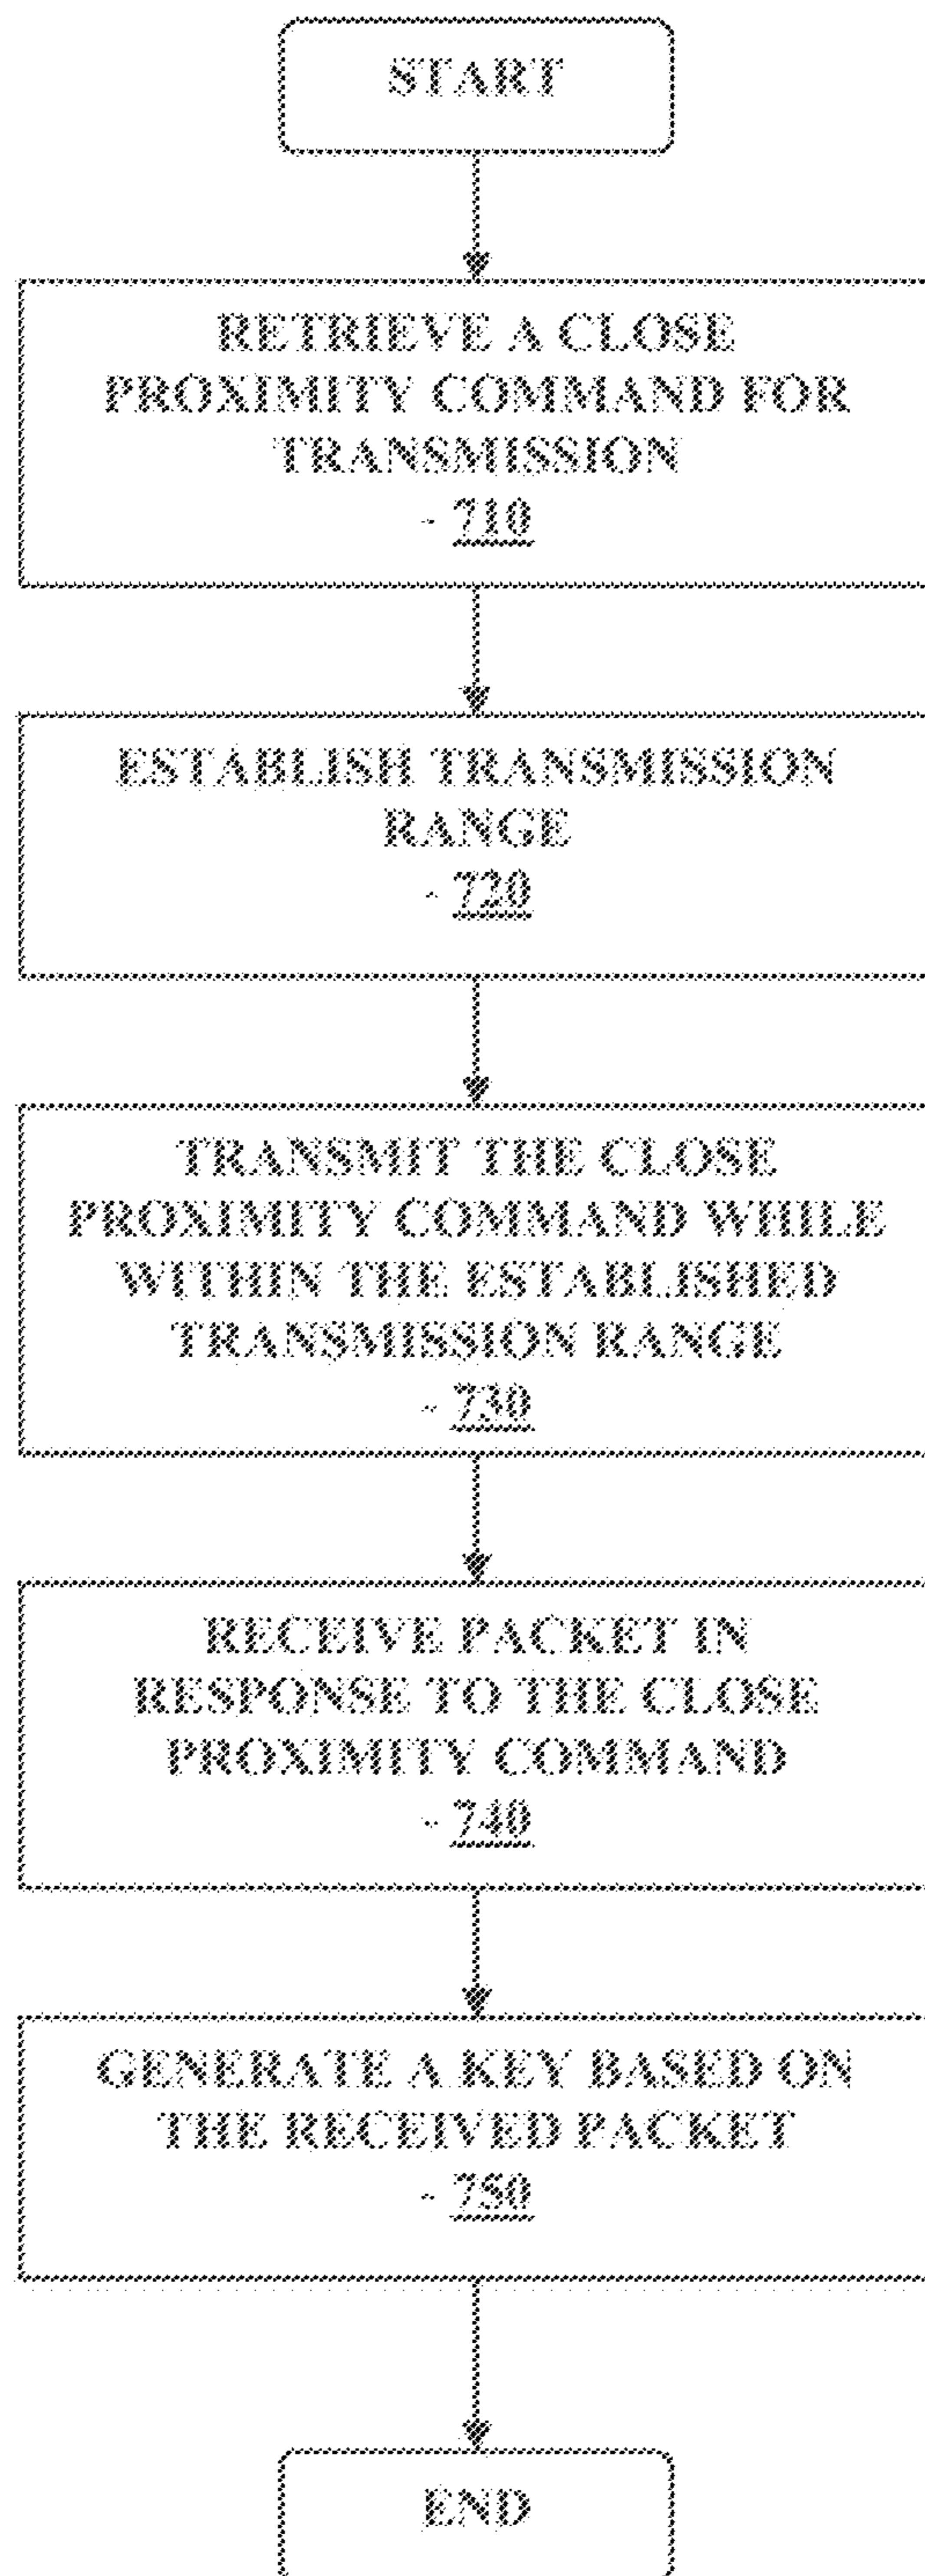 START
RETRIEVE A CLOSE
PROXIMITY COMMAND FOR
TRANSMISSION
- 710
ESTABLISH TRANSMISSION
RANGE
- 720
TRANSMIT THE CLOSE
PROXIMITY COMMAND WHILE
WITHIN THE ESTABLISHED
TRANSMISSION RANGE
- 730
RECEIVE PACKET IN
RESPONSE TO THE CLOSE
PROXIMITY COMMAND
- 740
GENERATE A KEY BASED ON
THE RECEIVED PACKET
- 750
END